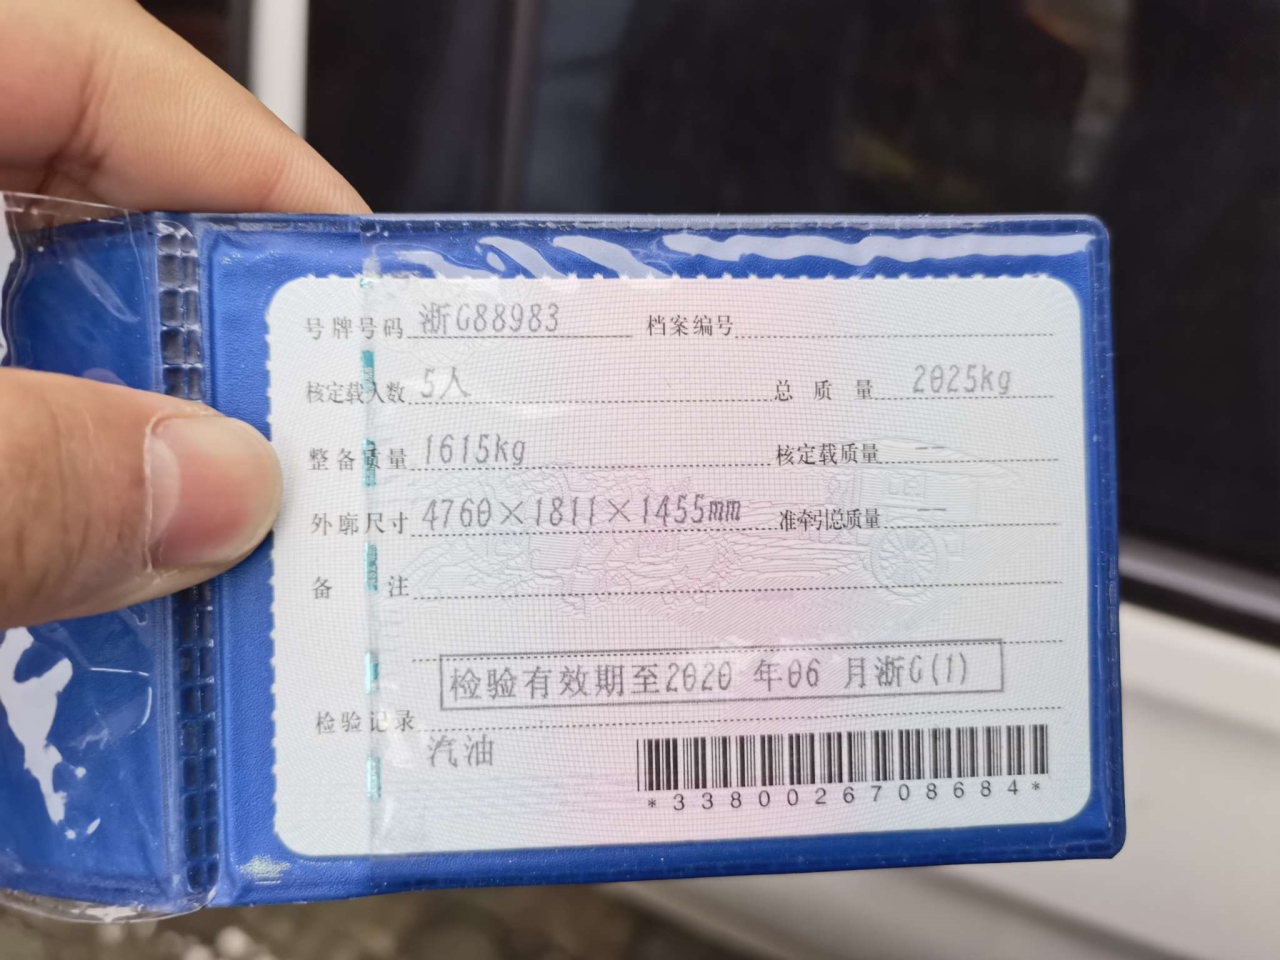 号牌号码 浙G88983 档案编号
核定载人数 5人 总质量 2025kg
整备质量 1615kg 核定载质量 --
外廓尺寸 4760×1811×1455mm 准牵引总质量 --
备注
检验有效期至2020年06月浙G(1)
检验记录
汽油
*3380026708684*